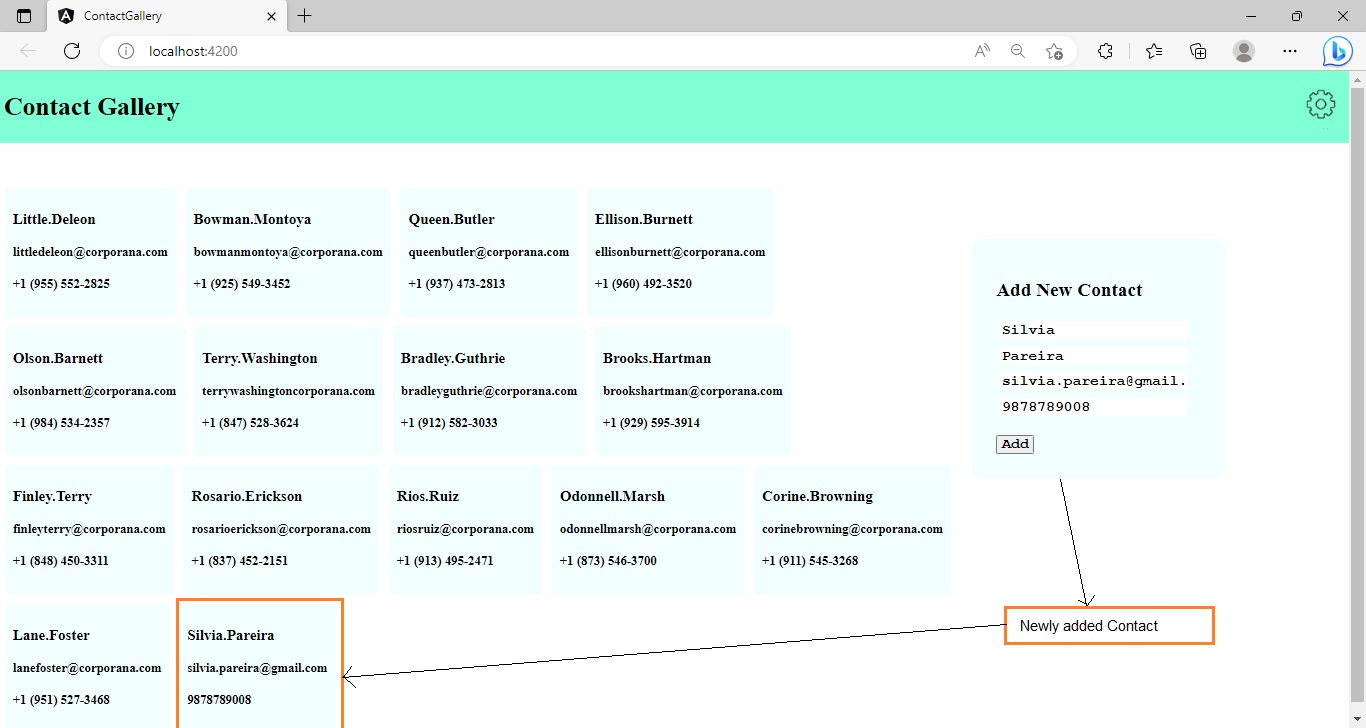 ContactGallery
localhost:4200
Contact Gallery
Little.Deleon
littledeleon@corporana.com
+1 (955) 552-2825
Bowman.Montoya
bowmanmontoya@corporana.com
+1 (925) 549-3452
Queen.Butler
queenbutler@corporana.com
+1 (937) 473-2813
Ellison.Burnett
ellisonburnett@corporana.com
+1 (960) 492-3520
Olson.Barnett
olsonbarnett@corporana.com
+1 (984) 534-2357
Terry.Washington
terrywashingtoncorporana.com
+1 (847) 528-3624
Bradley.Guthrie
bradleyguthrie@corporana.com
+1 (912) 582-3033
Brooks.Hartman
brookshartman@corporana.com
+1 (929) 595-3914
Finley.Terry
finleyterry@corporana.com
+1 (848) 450-3311
Rosario.Erickson
rosarioerickson@corporana.com
+1 (837) 452-2151
Rios.Ruiz
riosruiz@corporana.com
+1 (913) 495-2471
Odonnell.Marsh
odonnellmarsh@corporana.com
+1 (873) 546-3700
Corine.Browning
corinebrowning@corporana.com
+1 (911) 545-3268
Lane.Foster
lanefoster@corporana.com
+1 (951) 527-3468
Silvia.Pareira
silvia.pareira@gmail.com
9878789008
Add New Contact
Silvia
Pareira
silvia.pareira@gmail.
9878789008
Add
Newly added Contact